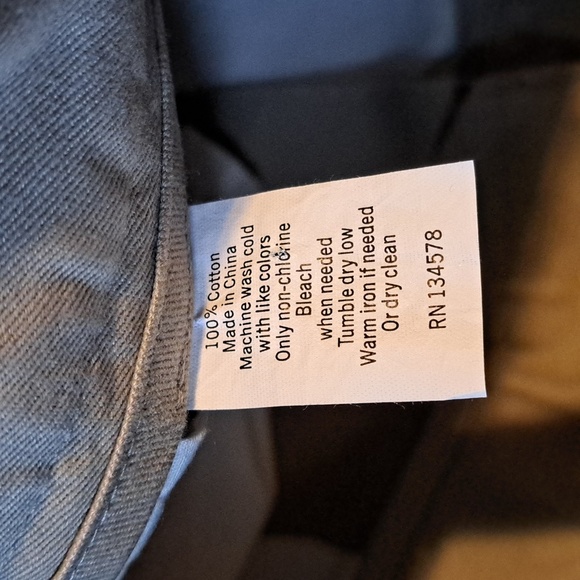 100% Cotton
Made in China
Machine wash cold
with like colors
Only non-chlorine
Bleach
when needed
Tumble dry low
Warm iron if needed
Or dry clean
RN 134578